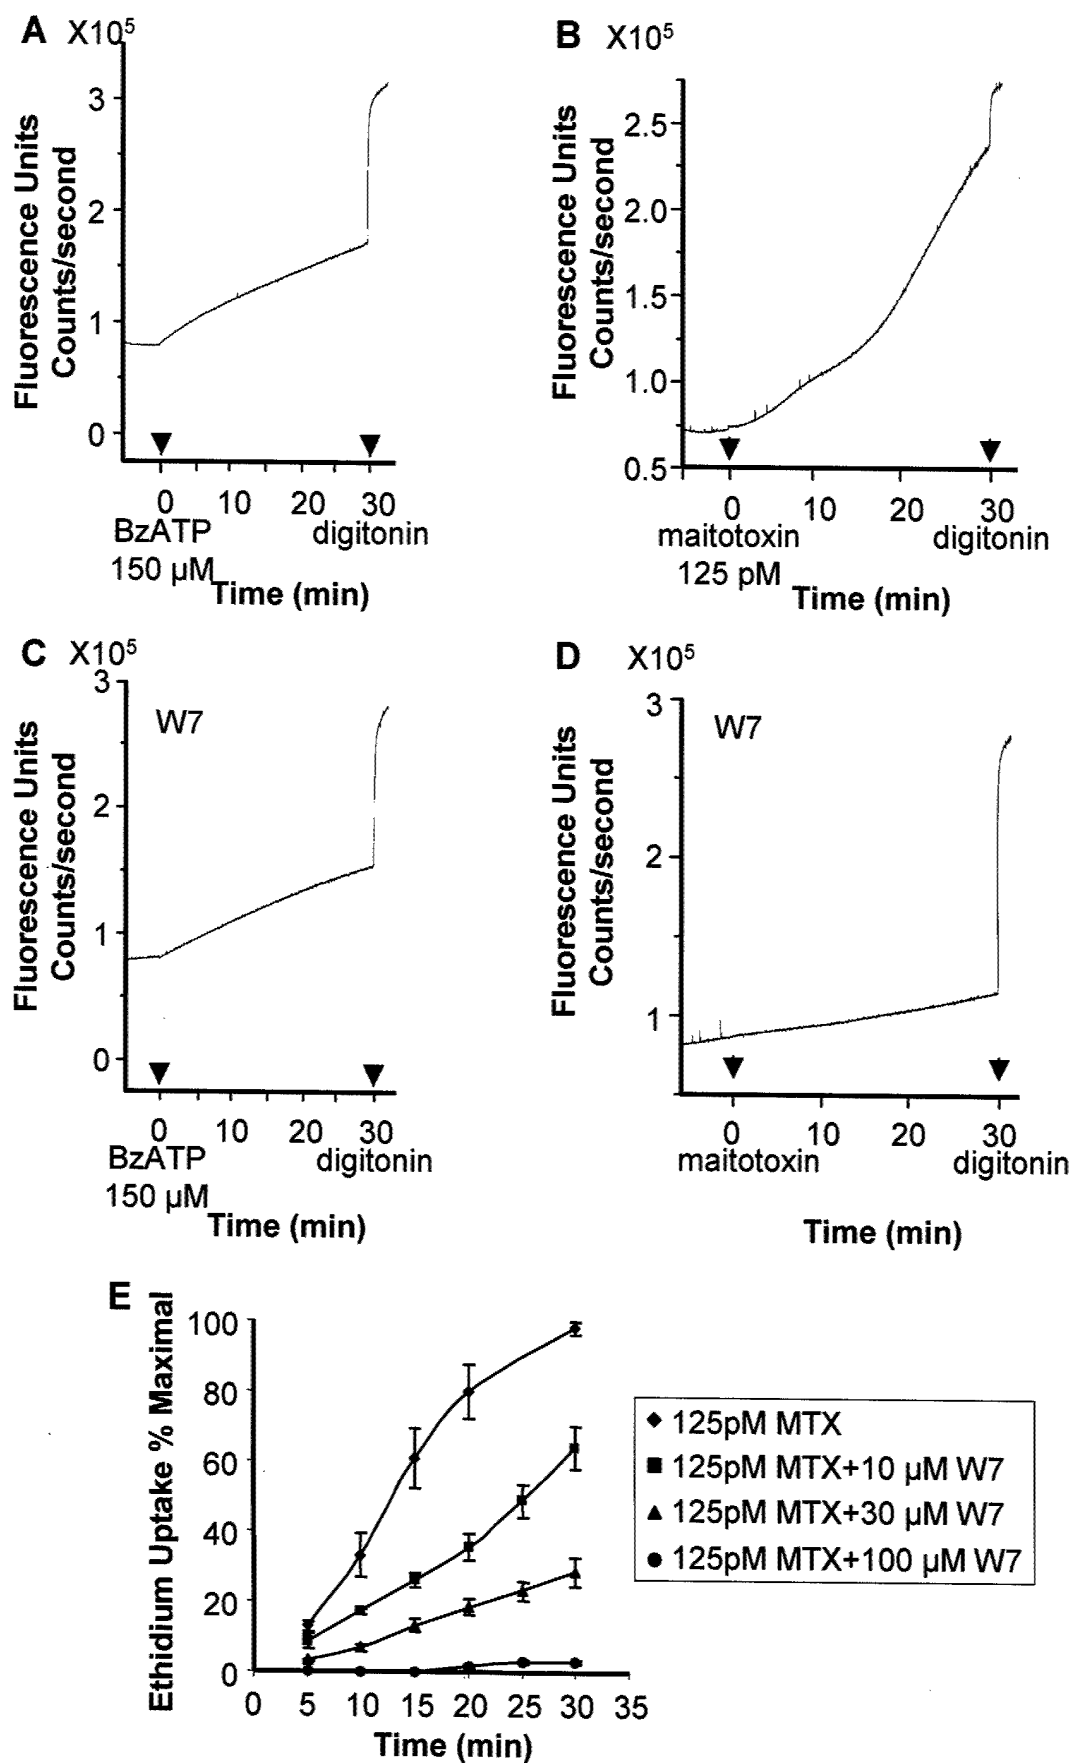 A X10⁵
Fluorescence Units
Counts/second
3
2
1
0
0 10 20 30
BzATP digitonin
150 µM
Time (min)
B X10⁵
Fluorescence Units
Counts/second
2.5
2.0
1.5
1.0
0.5
0 10 20 30
maitotoxin digitonin
125 pM
Time (min)
C X10⁵
Fluorescence Units
Counts/second
W7
3
2
1
0
0 10 20 30
BzATP digitonin
150 µM
Time (min)
D X10⁵
Fluorescence Units
Counts/second
W7
3
2
1
0 10 20 30
maitotoxin digitonin
Time (min)
E
Ethidium Uptake % Maximal
100
80
60
40
20
0
0 5 10 15 20 25 30 35
Time (min)
125pM MTX
125pM MTX+10 µM W7
125pM MTX+30 µM W7
125pM MTX+100 µM W7